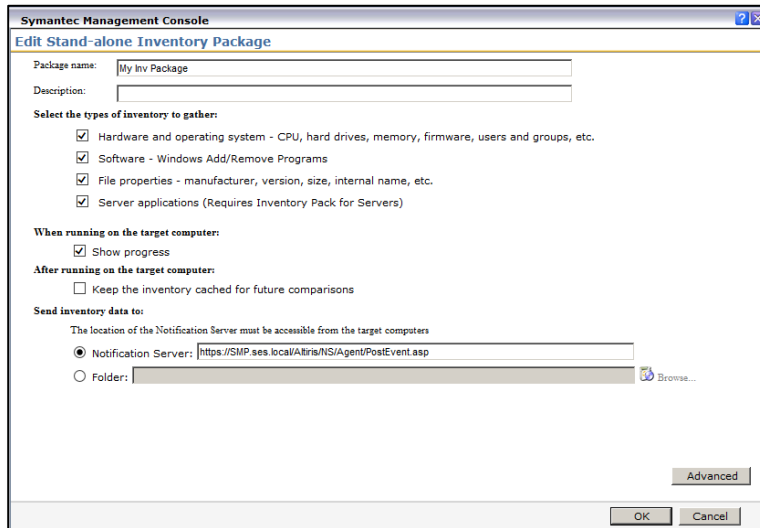 Symantec Management Console
Edit Stand-alone Inventory Package
Package name: My Inv Package
Description:
Select the types of inventory to gather:
Hardware and operating system - CPU, hard drives, memory, firmware, users and groups, etc.
Software - Windows Add/Remove Programs
File properties - manufacturer, version, size, internal name, etc.
Server applications (Requires Inventory Pack for Servers)
When running on the target computer:
Show progress
After running on the target computer:
Keep the inventory cached for future comparisons
Send inventory data to:
The location of the Notification Server must be accessible from the target computers
Notification Server: https://SMP.ses.local/Altiris/NS/Agent/PostEvent.asp
Folder: Browse...
Advanced
OK Cancel